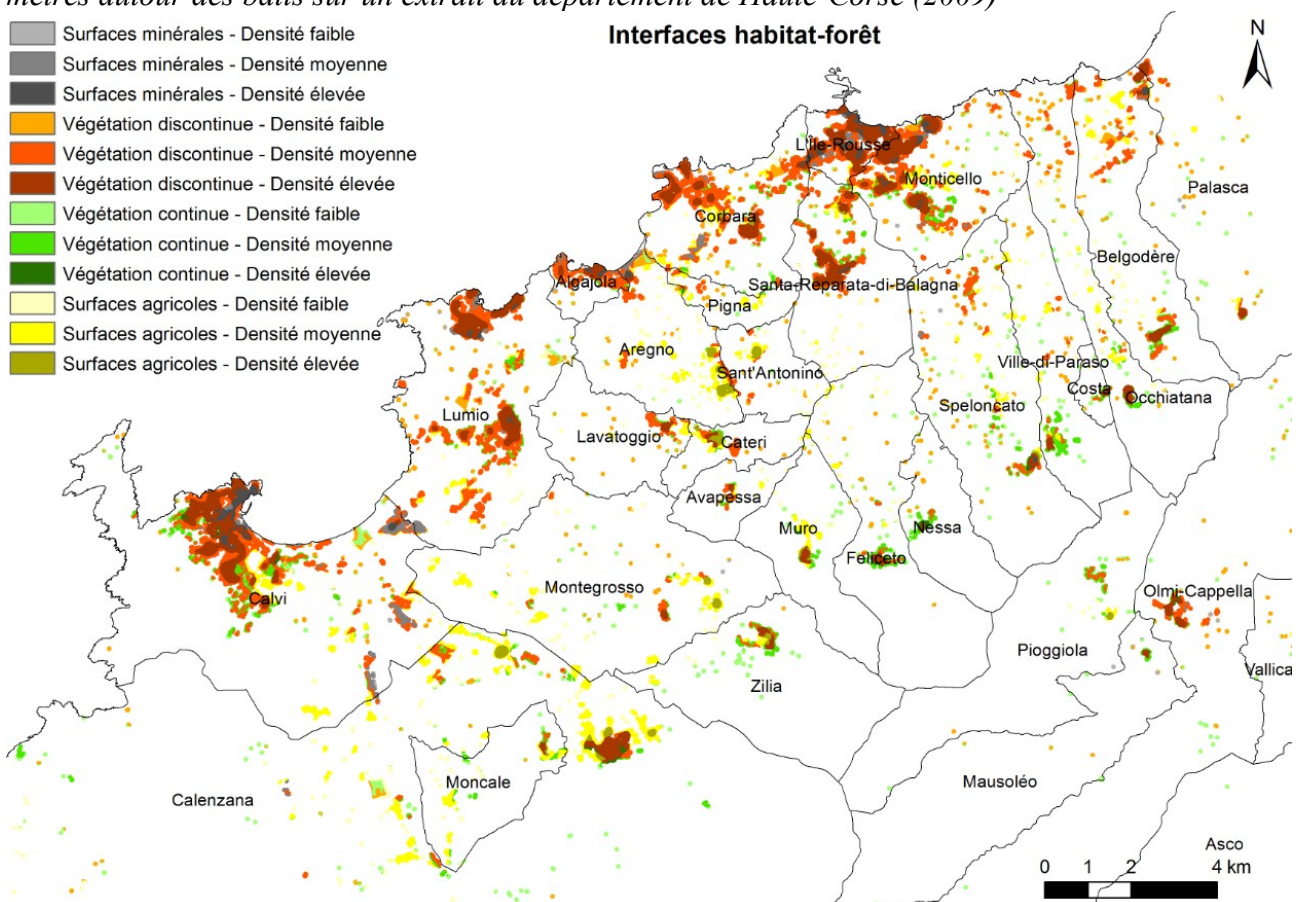 mètres autour des bâtis sur un extrait du département de Haute-Corse (2009)
Interfaces habitat-forêt
N
Surfaces minérales - Densité faible
Surfaces minérales - Densité moyenne
Surfaces minérales - Densité élevée
Végétation discontinue - Densité faible
Végétation discontinue - Densité moyenne
Végétation discontinue - Densité élevée
Végétation continue - Densité faible
Végétation continue - Densité moyenne
Végétation continue - Densité élevée
Surfaces agricoles - Densité faible
Surfaces agricoles - Densité moyenne
Surfaces agricoles - Densité élevée
L'Ile-Rousse
Monticello
Palasca
Corbara
Belgodère
Algajola
Santa-Reparata-di-Balagna
Pigna
Aregno
Sant'Antonino
Ville-di-Paraso
Costa
Occhiatana
Lumio
Speloncato
Lavatoggio
Cateri
Avapessa
Muro
Nessa
Feliceto
Calvi
Montegrosso
Olmi-Cappella
Pioggiola
Vallica
Zilia
Moncale
Mausoléo
Calenzana
Asco
0 1 2 4 km